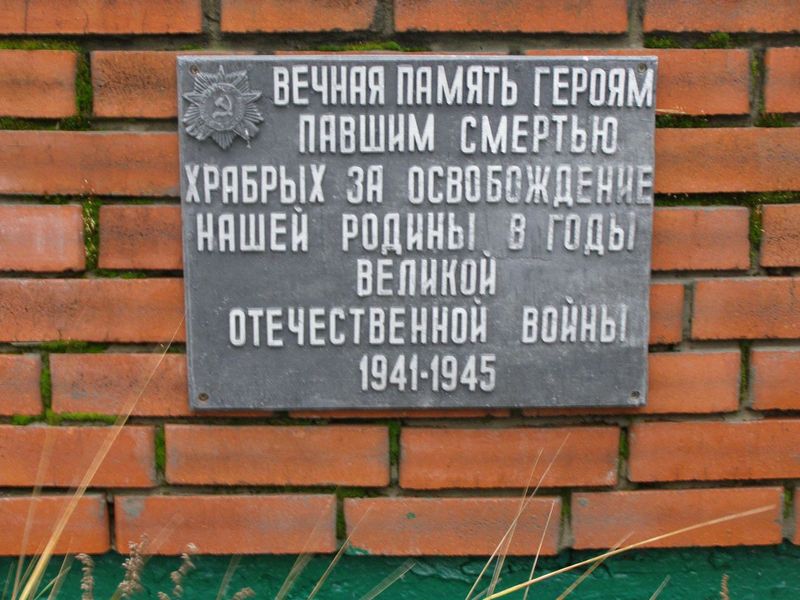 ВЕЧНАЯ ПАМЯТЬ ГЕРОЯМ
ПАВШИМ СМЕРТЬЮ
ХРАБРЫХ ЗА ОСВОБОЖДЕНИЕ
НАШЕЙ РОДИНЫ В ГОДЫ
ВЕЛИКОЙ
ОТЕЧЕСТВЕННОЙ ВОЙНЫ
1941-1945